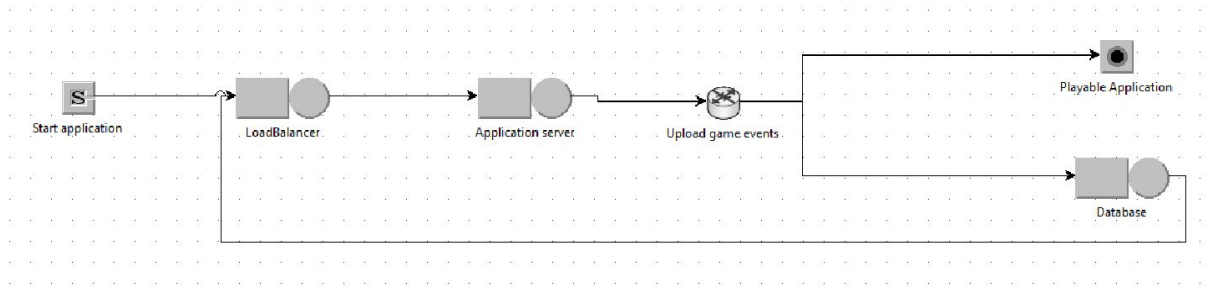 S
Start application
LoadBalancer
Application server
Upload game events
Playable Application
Database